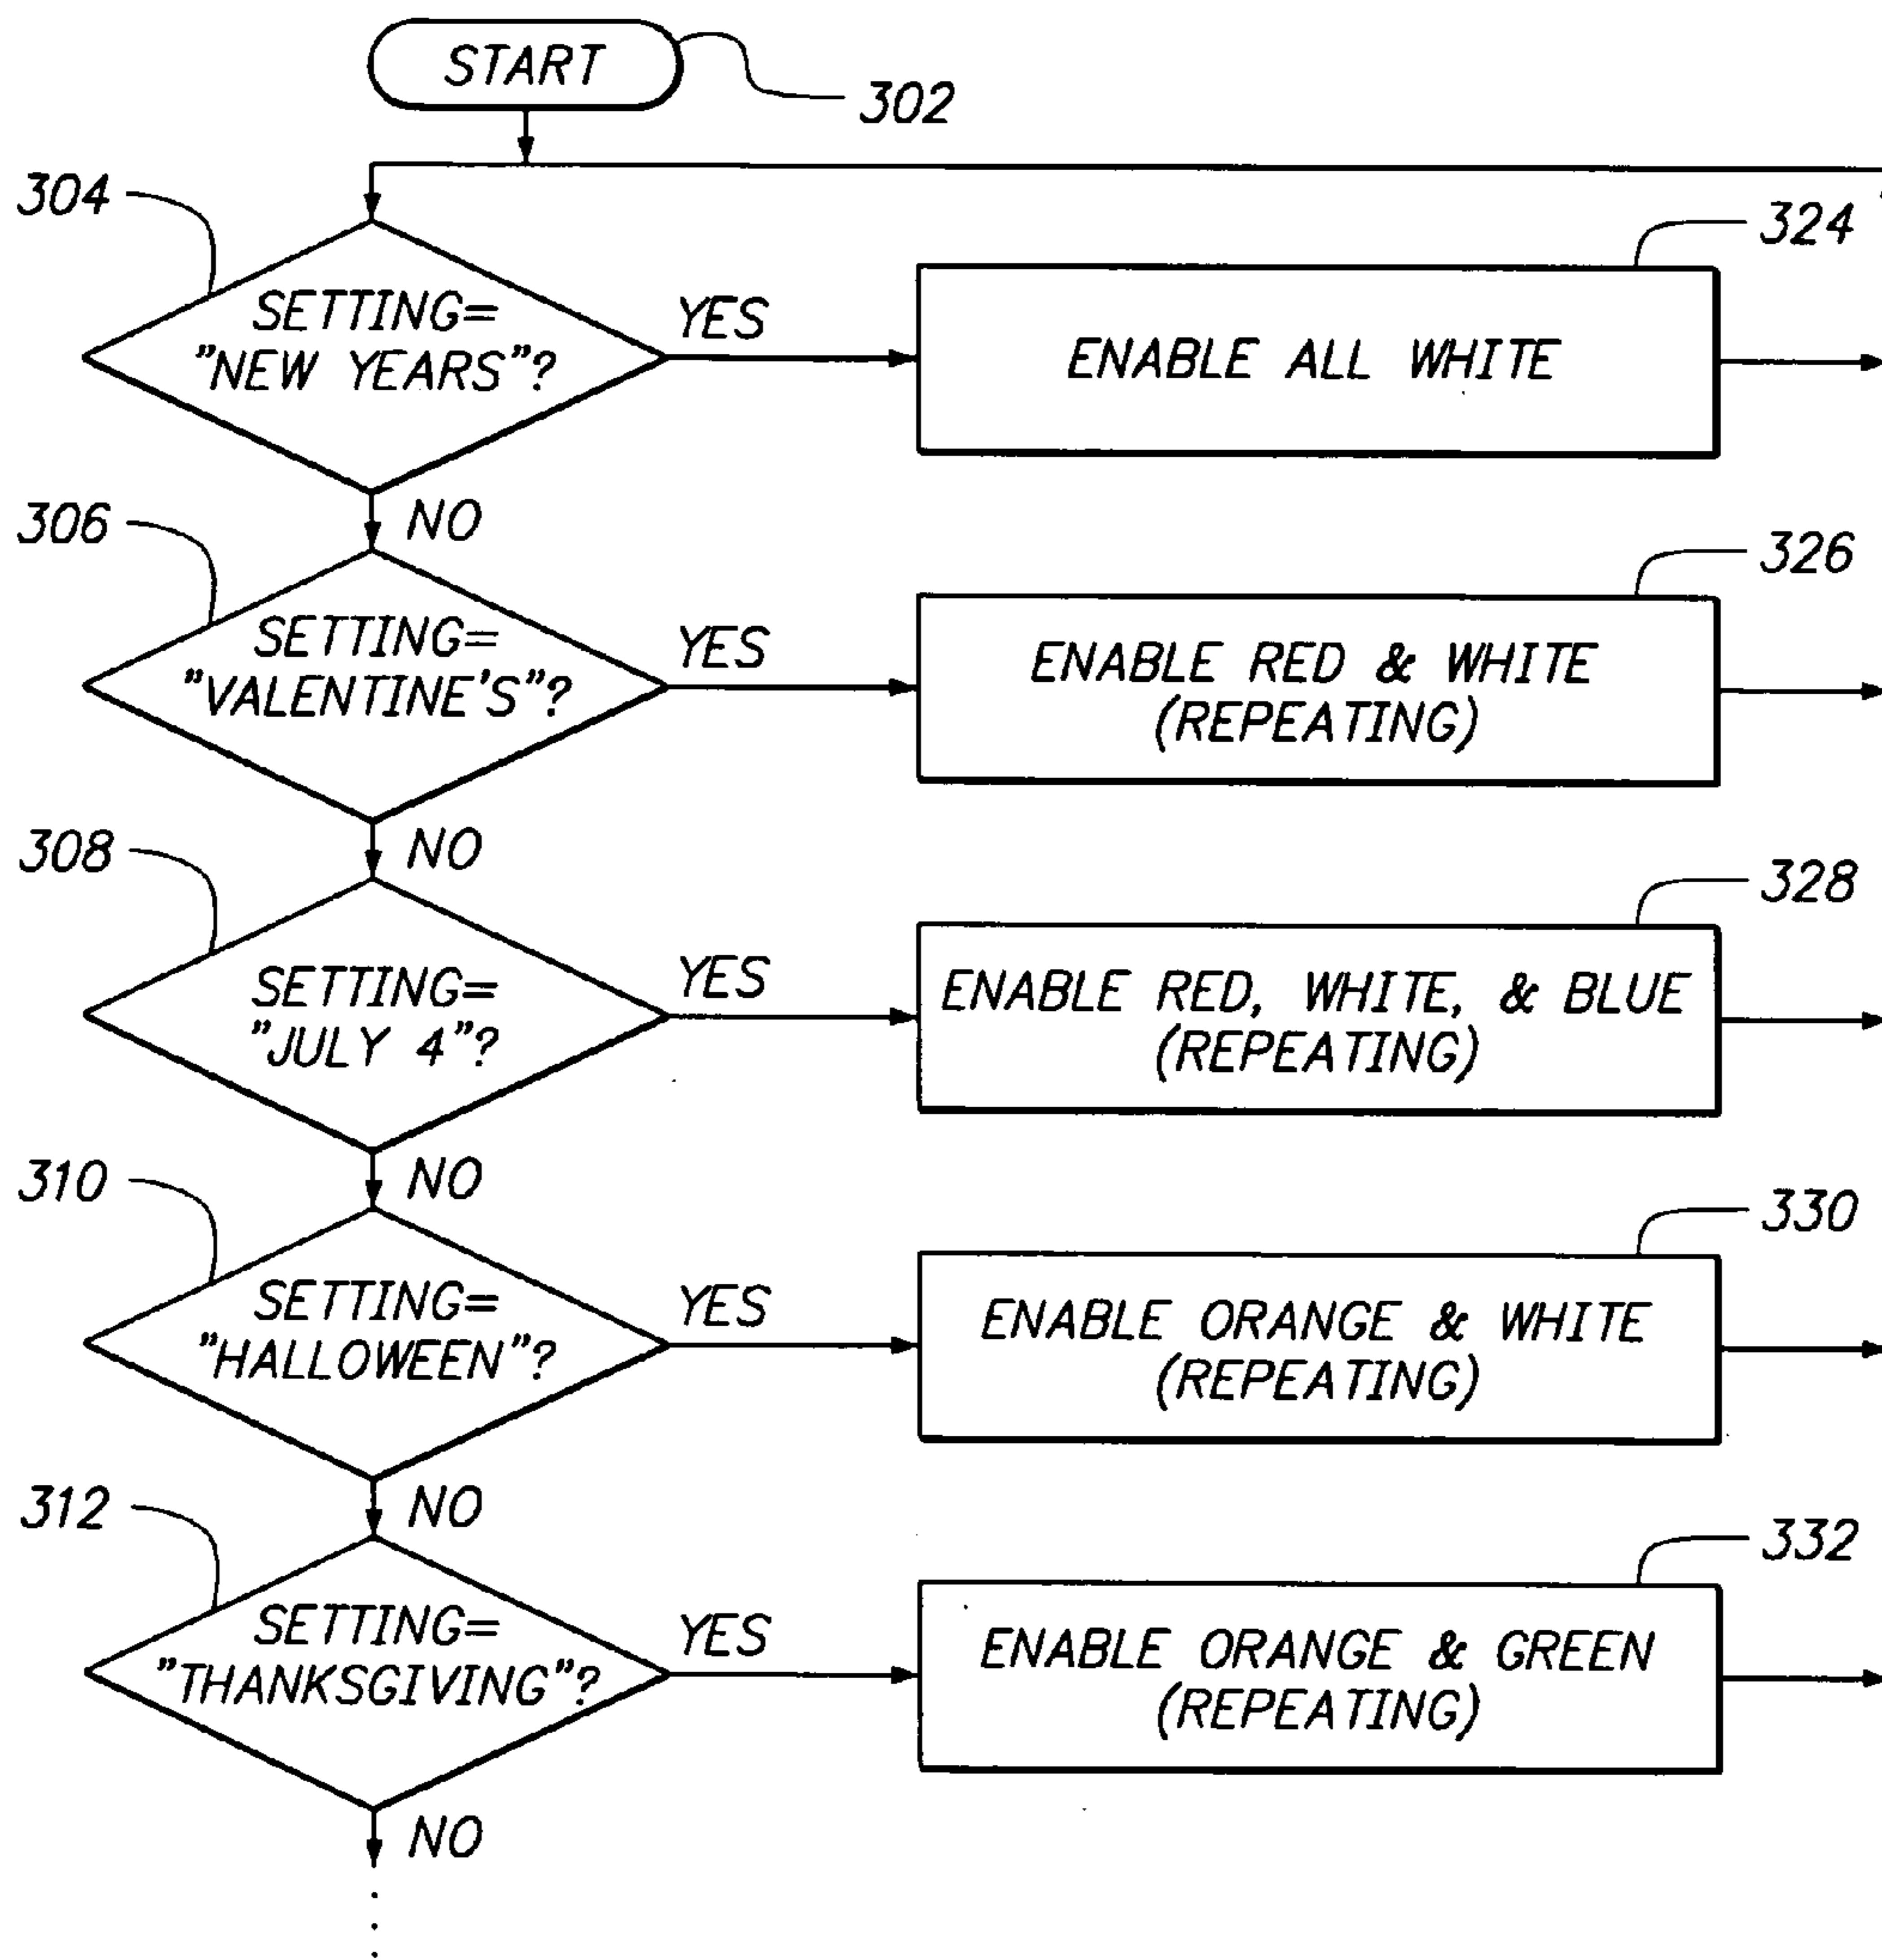 START
302
304
SETTING=
"NEW YEARS"?
YES
ENABLE ALL WHITE
324
NO
306
SETTING=
"VALENTINE'S"?
YES
ENABLE RED & WHITE
(REPEATING)
326
NO
308
SETTING=
"JULY 4"?
YES
ENABLE RED, WHITE, & BLUE
(REPEATING)
328
NO
310
SETTING=
"HALLOWEEN"?
YES
ENABLE ORANGE & WHITE
(REPEATING)
330
NO
312
SETTING=
"THANKSGIVING"?
YES
ENABLE ORANGE & GREEN
(REPEATING)
332
NO